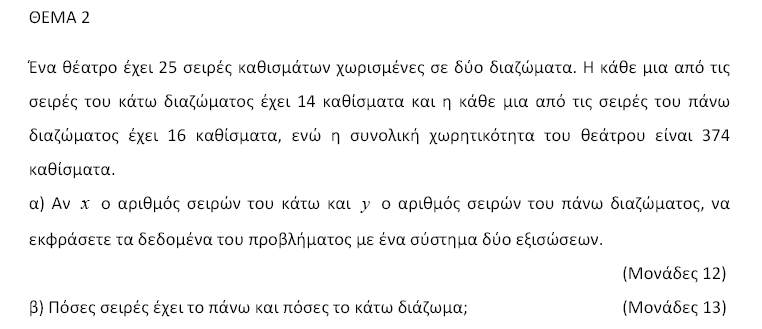 ΘΕΜΑ 2
Ένα θέατρο έχει 25 σειρές καθισμάτων χωρισμένες σε δύο διαζώματα. Η κάθε μια από τις
σειρές του κάτω διαζώματος έχει 14 καθίσματα και η κάθε μια από τις σειρές του πάνω
διαζώματος έχει 16 καθίσματα, ενώ η συνολική χωρητικότητα του θεάτρου είναι 374
καθίσματα.
α) Αν x ο αριθμός σειρών του κάτω και y ο αριθμός σειρών του πάνω διαζώματος, να
εκφράσετε τα δεδομένα του προβλήματος με ένα σύστημα δύο εξισώσεων.
(Μονάδες 12)
β) Πόσες σειρές έχει το πάνω και πόσες το κάτω διάζωμα; (Μονάδες 13)